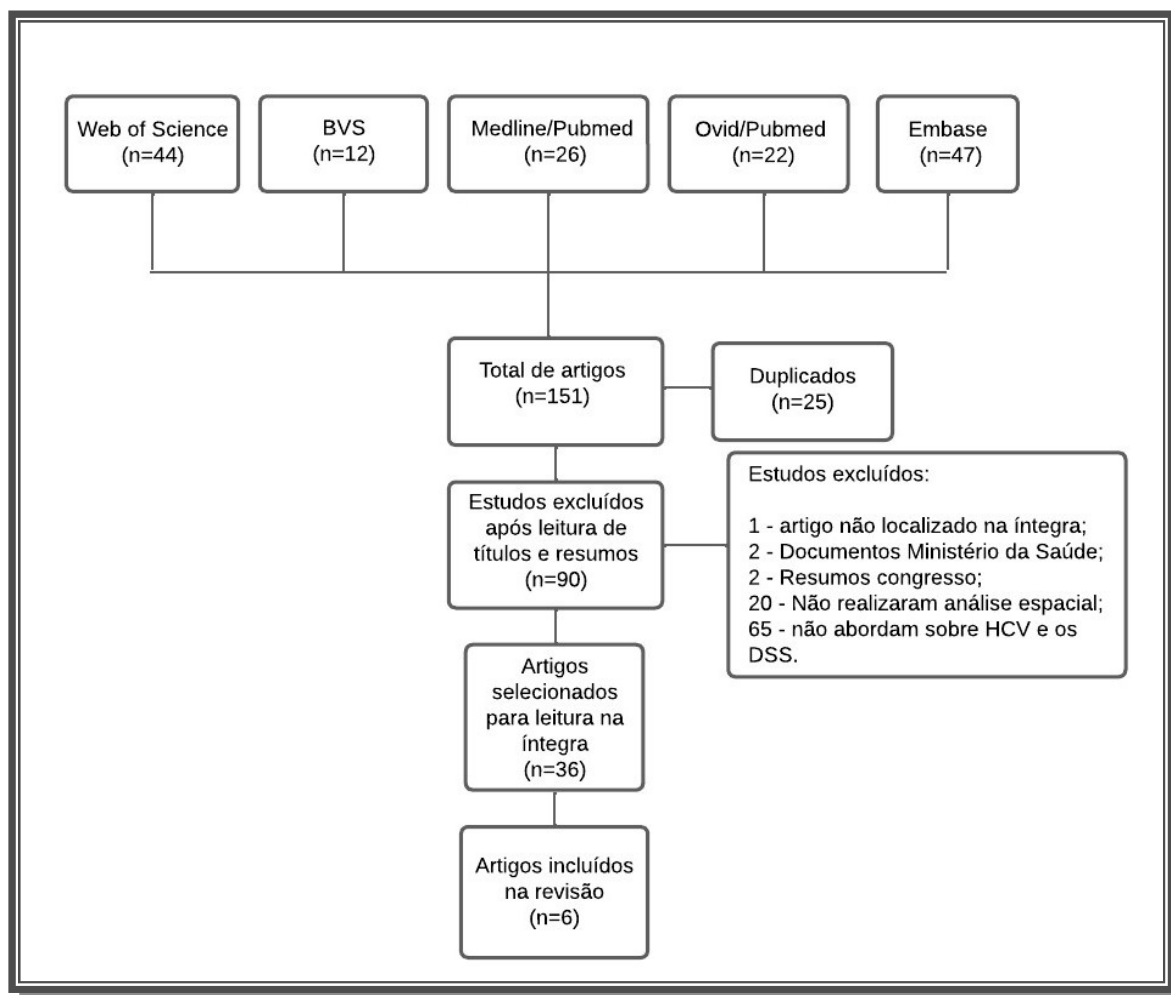 Web of Science
(n=44)
BVS
(n=12)
Medline/Pubmed
(n=26)
Ovid/Pubmed
(n=22)
Embase
(n=47)
Total de artigos
(n=151)
Duplicados
(n=25)
Estudos excluídos
após leitura de
títulos e resumos
(n=90)
Estudos excluídos:
1 - artigo não localizado na íntegra;
2 - Documentos Ministério da Saúde;
2 - Resumos congresso;
20 - Não realizaram análise espacial;
65 - não abordam sobre HCV e os
DSS.
Artigos
selecionados
para leitura na
íntegra
(n=36)
Artigos incluídos
na revisão
(n=6)